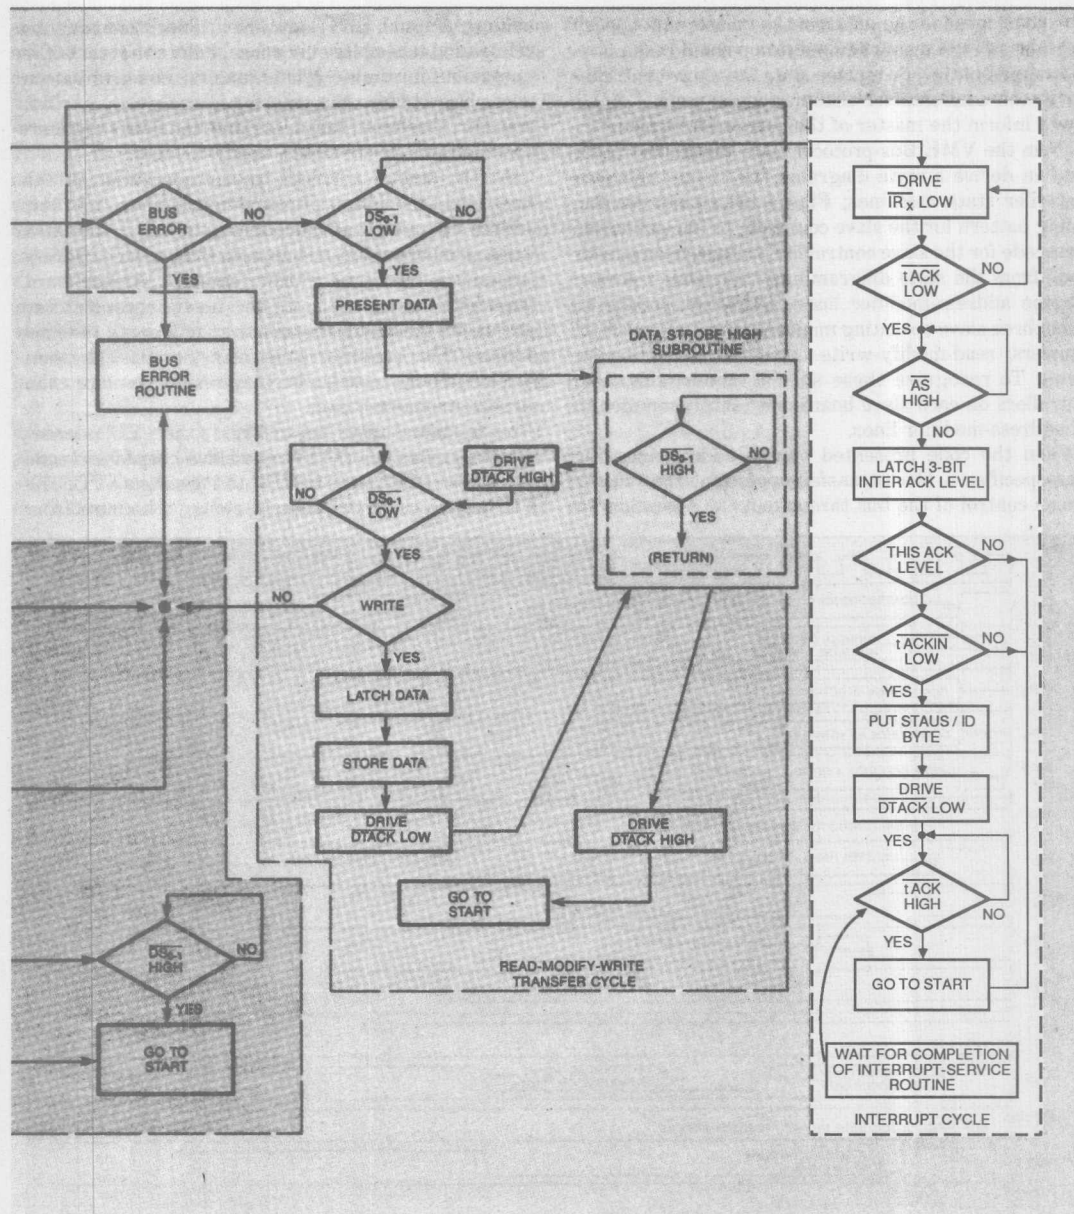 DRIVE
IR x LOW
BUS
ERROR
NO
DS0-1
LOW
NO
YES
YES
PRESENT DATA
BUS
ERROR
ROUTINE
DATA STROBE HIGH
SUBROUTINE
DS0-1
HIGH
NO
YES
(RETURN)
DRIVE
DTACK HIGH
DS0-1
LOW
NO
YES
WRITE
NO
YES
LATCH DATA
STORE DATA
DRIVE
DTACK LOW
DRIVE
DTACK HIGH
GO TO
START
READ-MODIFY-WRITE
TRANSFER CYCLE
DS0-1
HIGH
NO
YES
GO TO
START
tACK
LOW
NO
YES
AS
HIGH
NO
LATCH 3-BIT
INTER ACK LEVEL
THIS ACK
LEVEL
NO
t ACKIN
LOW
NO
YES
PUT STAUS / ID
BYTE
DRIVE
DTACK LOW
YES
tACK
HIGH
NO
YES
GO TO START
WAIT FOR COMPLETION
OF INTERRUPT-SERVICE
ROUTINE
INTERRUPT CYCLE